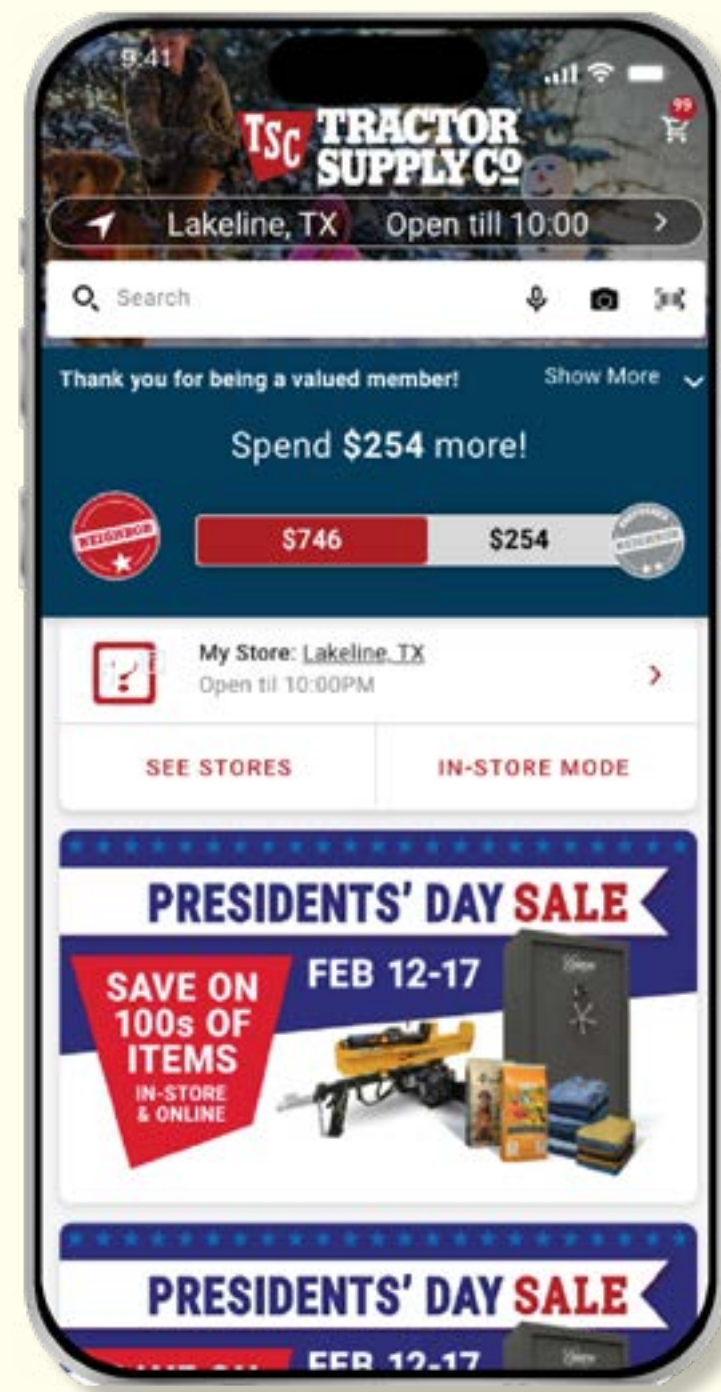 9:41
99
TSC TRACTOR
SUPPLY CO
Lakeline, TX Open till 10:00
Search
Thank you for being a valued member! Show More
Spend $254 more!
NEIGHBOR
$746 $254
NEIGHBOR
My Store: Lakeline, TX
Open til 10:00PM
SEE STORES IN-STORE MODE
PRESIDENTS' DAY SALE
FEB 12-17
SAVE ON
100s OF
ITEMS
IN-STORE
& ONLINE
PRESIDENTS' DAY SALE
FEB 12-17